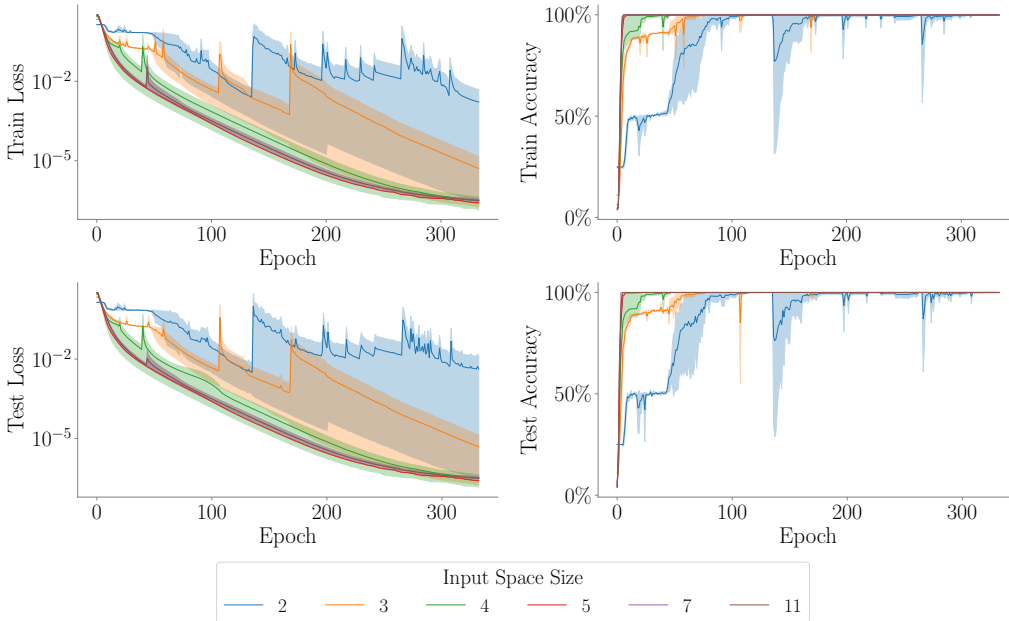 Train Loss
10⁻²
10⁻⁵
0
100
200
300
Epoch
Train Accuracy
100%
50%
0%
0
100
200
300
Epoch
Test Loss
10⁻²
10⁻⁵
0
100
200
300
Epoch
Test Accuracy
100%
50%
0%
0
100
200
300
Epoch
Input Space Size
2 3 4 5 7 11